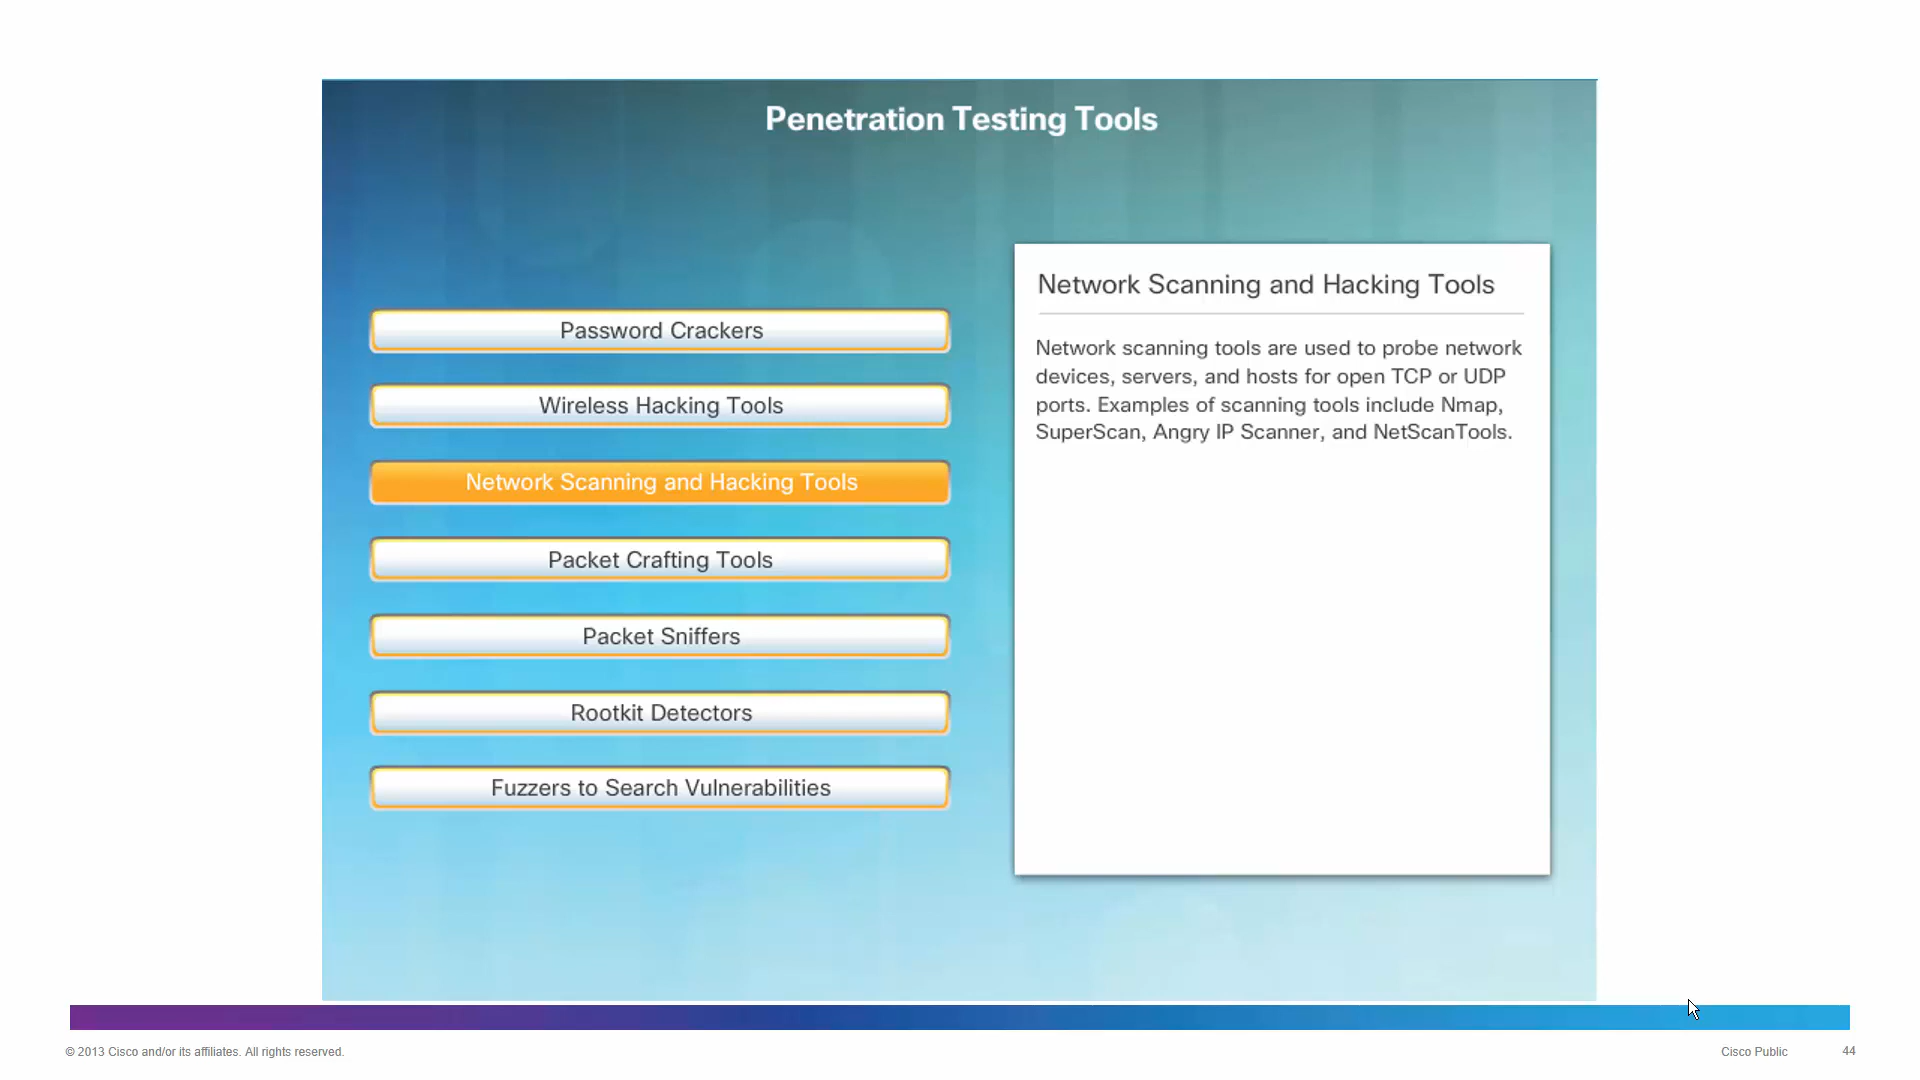 Penetration Testing Tools
Password Crackers
Wireless Hacking Tools
Network Scanning and Hacking Tools
Packet Crafting Tools
Packet Sniffers
Rootkit Detectors
Fuzzers to Search Vulnerabilities
Network Scanning and Hacking Tools
Network scanning tools are used to probe network
devices, servers, and hosts for open TCP or UDP
ports. Examples of scanning tools include Nmap,
SuperScan, Angry IP Scanner, and NetScanTools.
© 2013 Cisco and/or its affiliates. All rights reserved.
Cisco Public
44